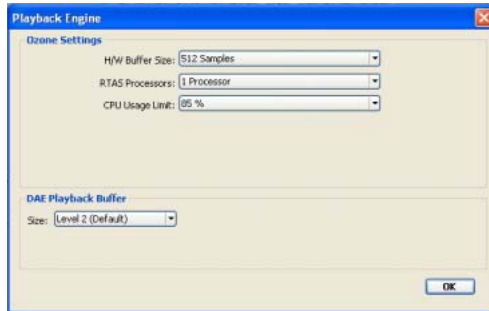 Playback Engine
Ozone Settings
H/W Buffer Size: 512 Samples
RTAS Processors: 1 Processor
CPU Usage Limit: 85 %
DAE Playback Buffer
Size: Level 2 (Default)
OK